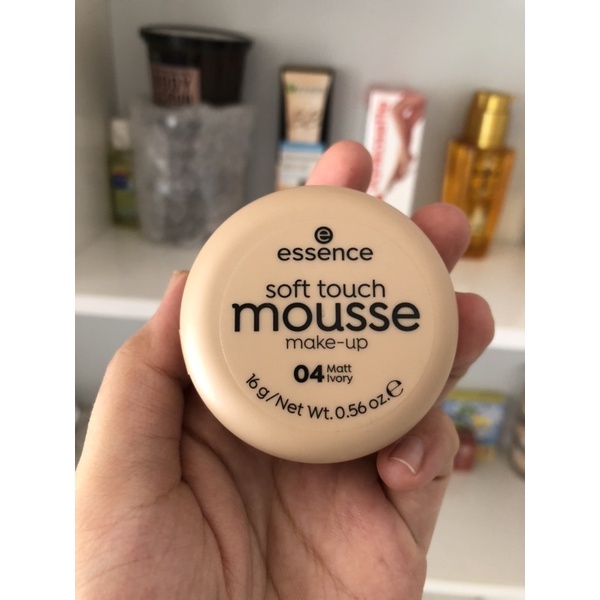 e
essence
soft touch
mousse
make-up
04 Matt Ivory
16 g/Net Wt. 0.56 oz. ℮